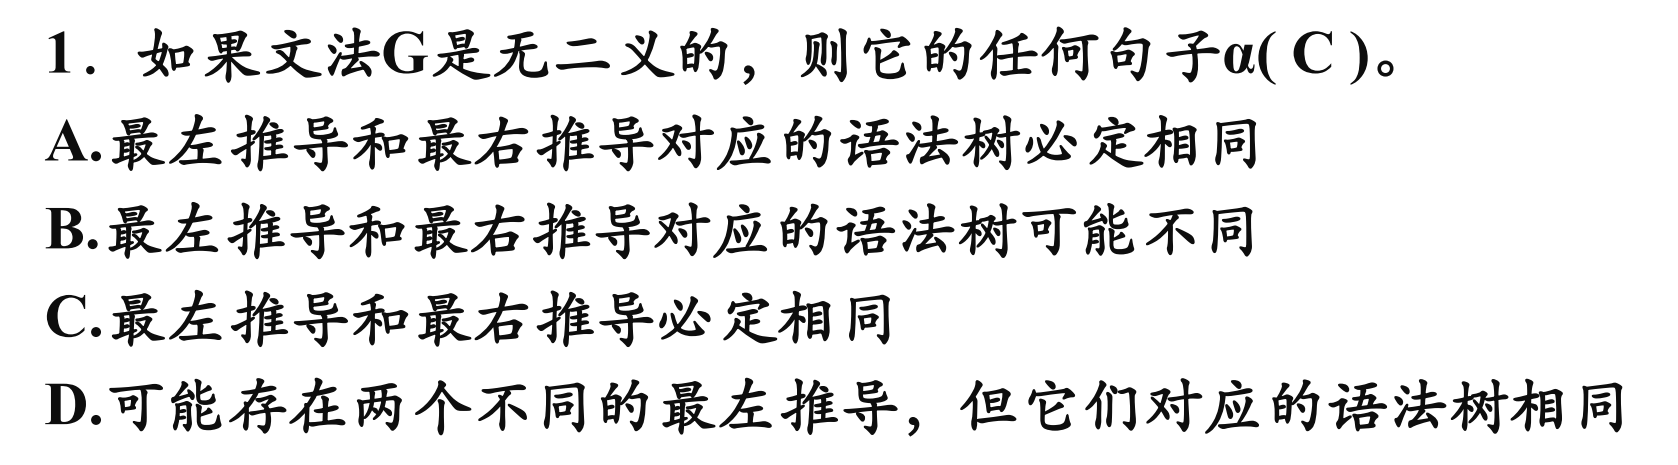 1. 如果文法G是无二义的，则它的任何句子α( C )。
A.最左推导和最右推导对应的语法树必定相同
B.最左推导和最右推导对应的语法树可能不同
C.最左推导和最右推导必定相同
D.可能存在两个不同的最左推导，但它们对应的语法树相同